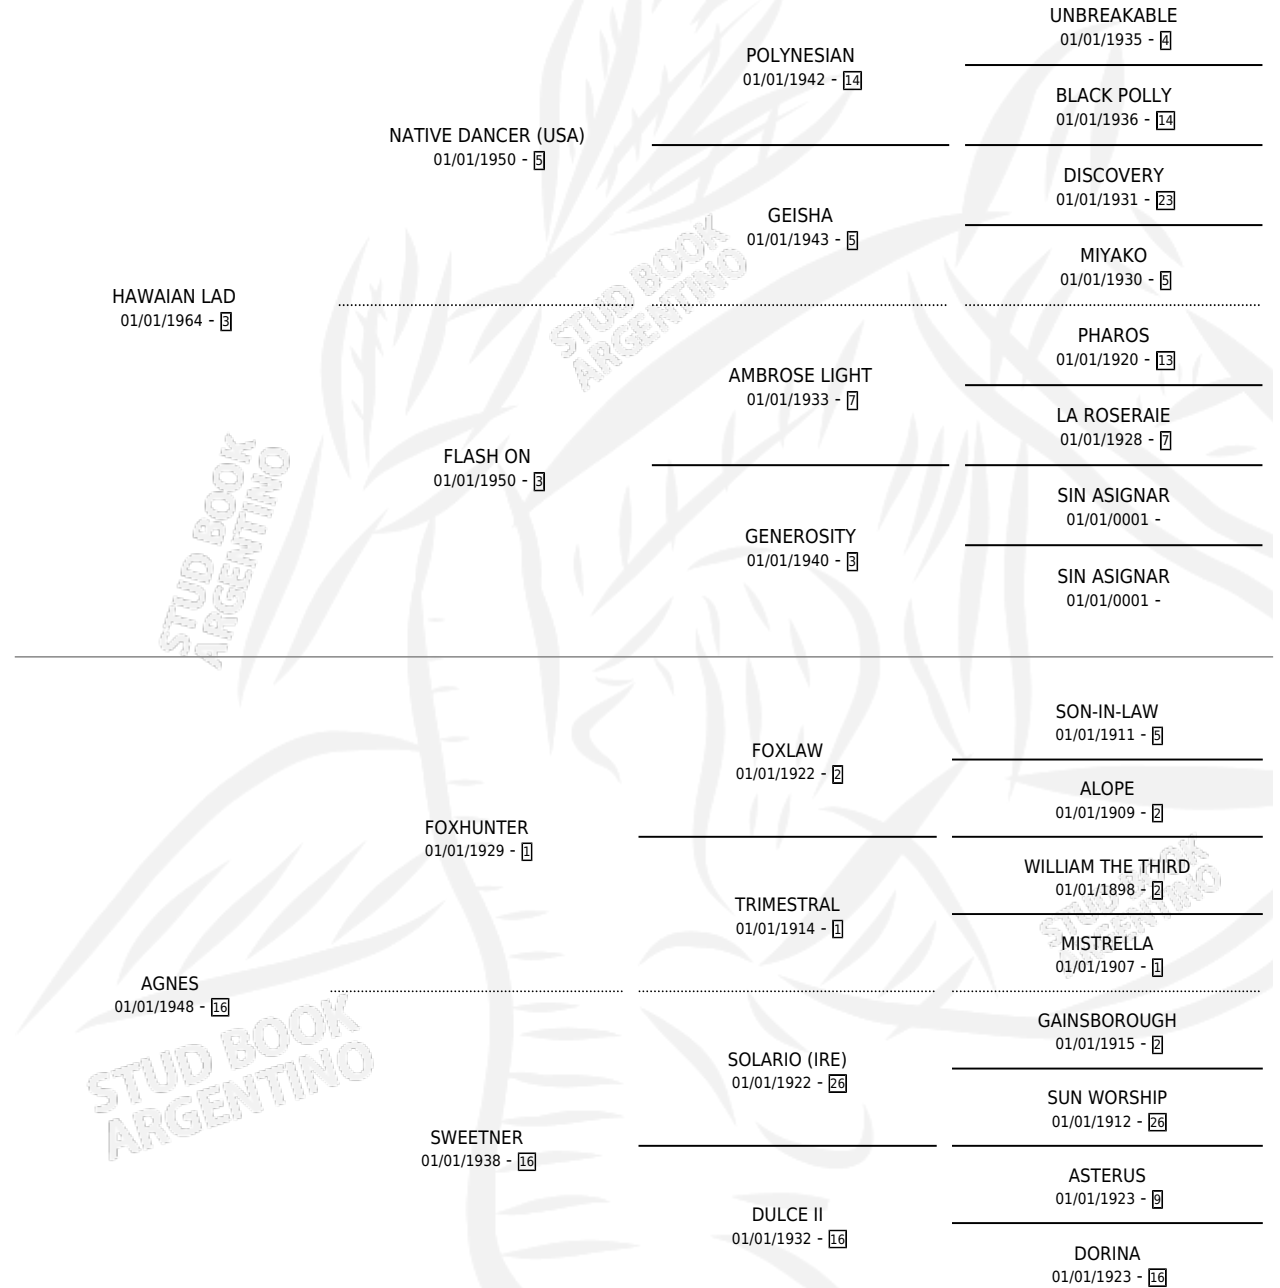 UNBREAKABLE
01/01/1935 - 4
POLYNESIAN
01/01/1942 - 14
BLACK POLLY
01/01/1936 - 14
NATIVE DANCER (USA)
01/01/1950 - 5
DISCOVERY
01/01/1931 - 23
GEISHA
01/01/1943 - 5
MIYAKO
01/01/1930 - 5
HAWAIAN LAD
01/01/1964 - 3
PHAROS
01/01/1920 - 13
AMBROSE LIGHT
01/01/1933 - 7
LA ROSERAIE
01/01/1928 - 7
FLASH ON
01/01/1950 - 3
SIN ASIGNAR
01/01/0001 -
GENEROSITY
01/01/1940 - 3
SIN ASIGNAR
01/01/0001 -
SON-IN-LAW
01/01/1911 - 5
FOXLAW
01/01/1922 - 2
ALOPE
01/01/1909 - 2
FOXHUNTER
01/01/1929 - 1
WILLIAM THE THIRD
01/01/1898 - 2
TRIMESTRAL
01/01/1914 - 1
MISTRELLA
01/01/1907 - 1
AGNES
01/01/1948 - 16
GAINSBOROUGH
01/01/1915 - 2
SOLARIO (IRE)
01/01/1922 - 26
SUN WORSHIP
01/01/1912 - 26
SWEETNER
01/01/1938 - 16
ASTERUS
01/01/1923 - 9
DULCE II
01/01/1932 - 16
DORINA
01/01/1923 - 16
STUD BOOK
ARGENTINO
STUD BOOK
ARGENTINO
STUD BOOK
ARGENTINO
STUD BOOK
ARGENTINO